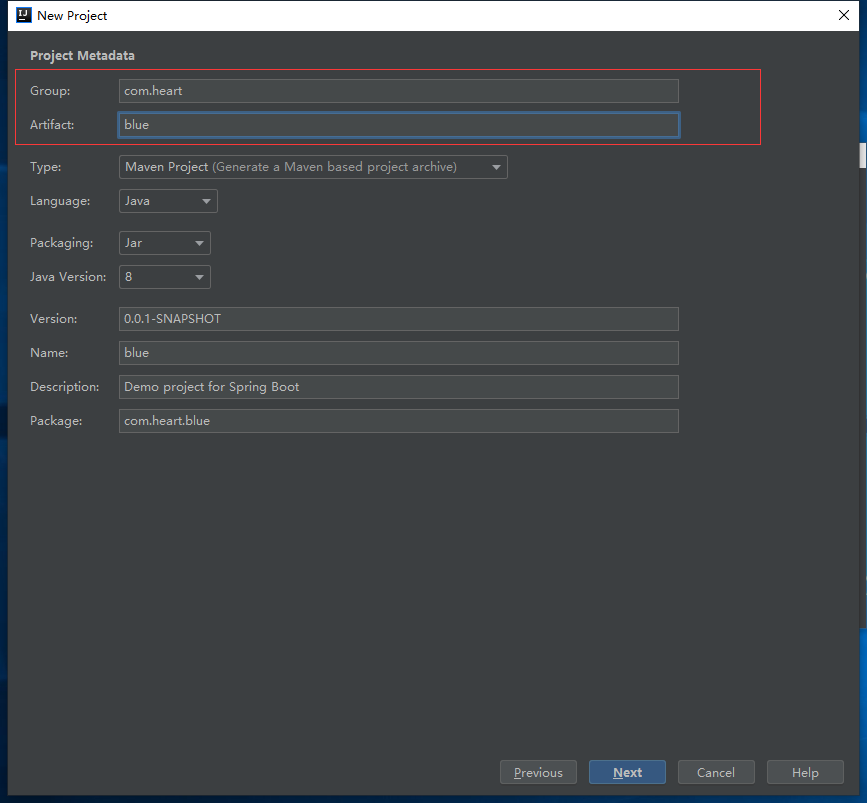 IJ New Project
Project Metadata
Group: com.heart
Artifact: blue
Type: Maven Project (Generate a Maven based project archive)
Language: Java
Packaging: Jar
Java Version: 8
Version: 0.0.1-SNAPSHOT
Name: blue
Description: Demo project for Spring Boot
Package: com.heart.blue
Previous Next Cancel Help